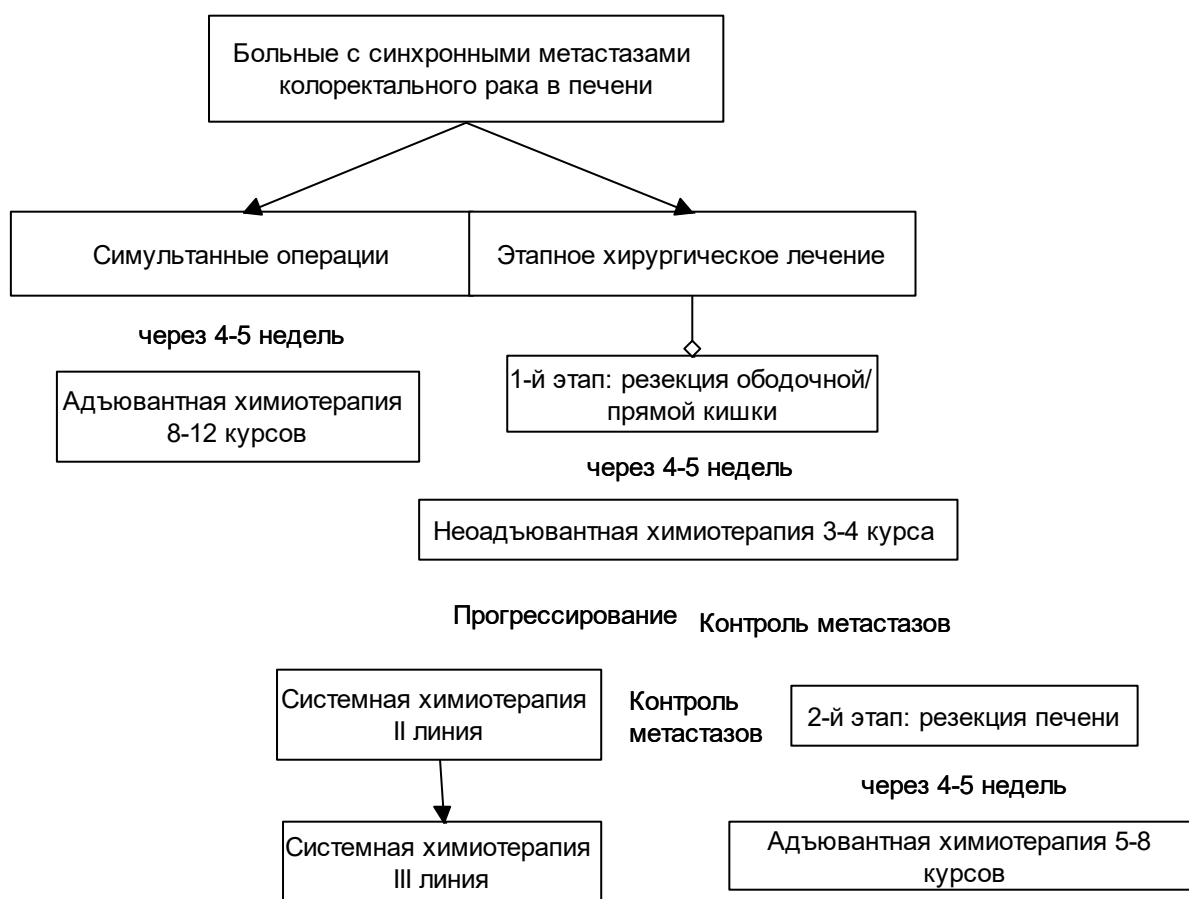 Больные с синхронными метастазами
колоректального рака в печени
Симультанные операции
Этапное хирургическое лечение
через 4-5 недель
Адъювантная химиотерапия
8-12 курсов
1-й этап: резекция ободочной/
прямой кишки
через 4-5 недель
Неоадъювантная химиотерапия 3-4 курса
Прогрессирование
Контроль метастазов
Системная химиотерапия
II линия
Контроль
метастазов
2-й этап: резекция печени
через 4-5 недель
Системная химиотерапия
III линия
Адъювантная химиотерапия 5-8
курсов